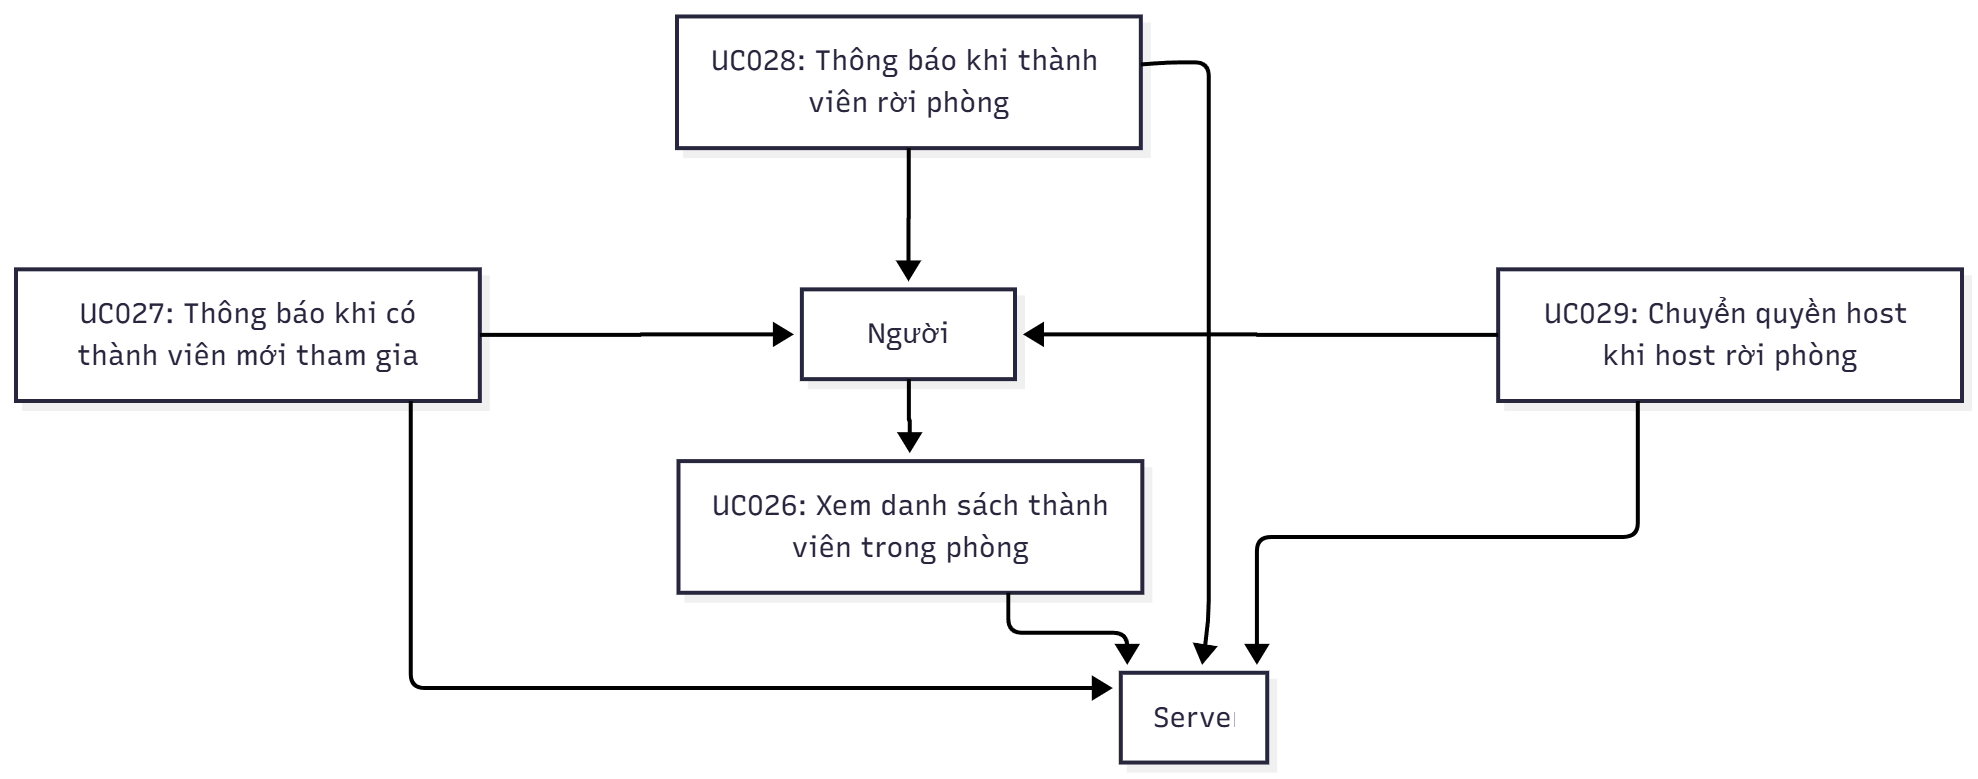 UC028: Thông báo khi thành
viên rời phòng
UC027: Thông báo khi có
thành viên mới tham gia
Người
UC029: Chuyển quyền host
khi host rời phòng
UC026: Xem danh sách thành
viên trong phòng
Server